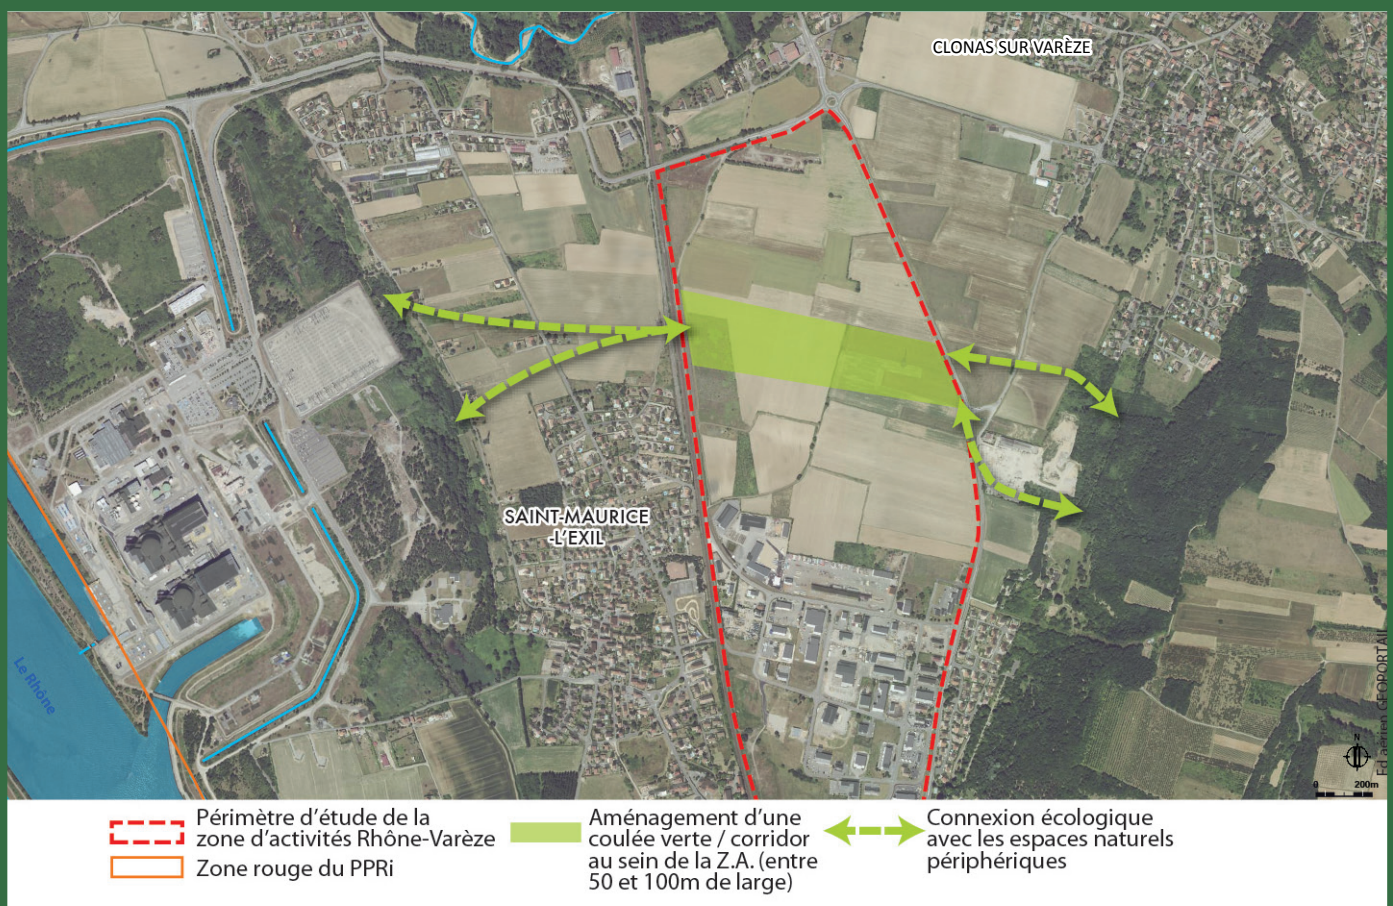 CLONAS SUR VARÈZE
SAINT-MAURICE
-L'EXIL
Le Rhône
Fd aérien GEOPORTAIL
N
0 200m
Périmètre d'étude de la
zone d'activités Rhône-Varèze
Zone rouge du PPRi
Aménagement d'une
coulée verte / corridor
au sein de la Z.A. (entre
50 et 100m de large)
Connexion écologique
avec les espaces naturels
périphériques